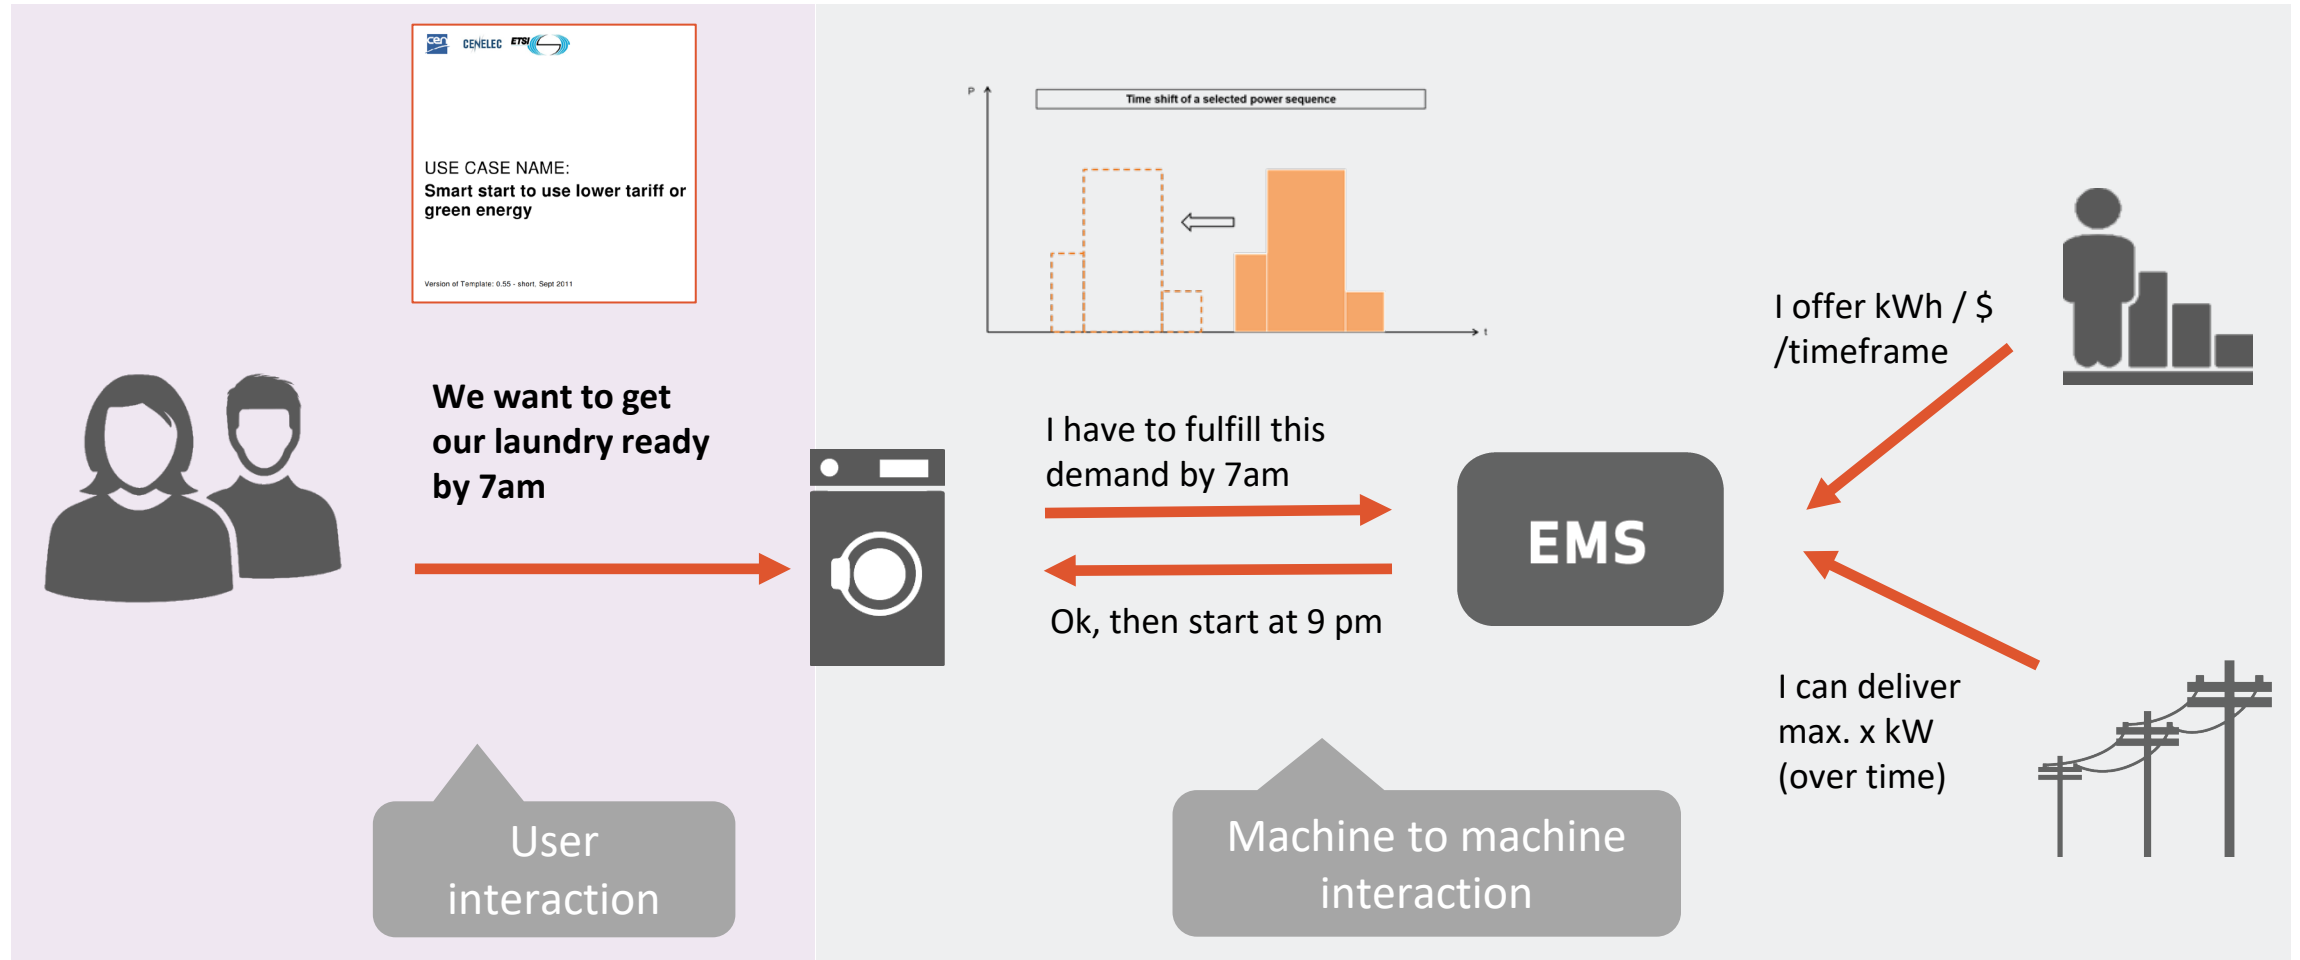 cen
CENELEC
ETSI
USE CASE NAME:
Smart start to use lower tariff or
green energy
Version of Template: 0.55 - short, Sept 2011
P
Time shift of a selected power sequence
t
We want to get
our laundry ready
by 7am
I have to fulfill this
demand by 7am
Ok, then start at 9 pm
EMS
I offer kWh / $
/timeframe
I can deliver
max. x kW
(over time)
User
interaction
Machine to machine
interaction